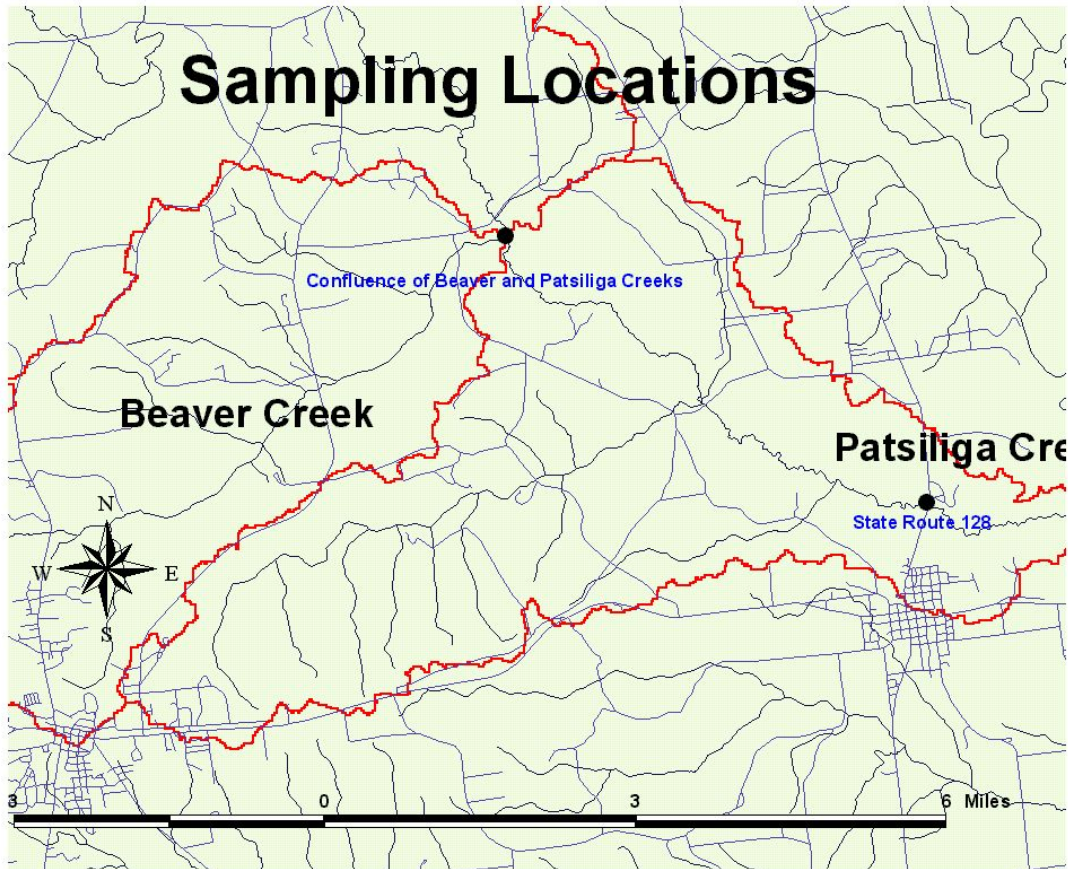 Sampling Locations
Confluence of Beaver and Patsiliga Creeks
Beaver Creek
Patsiliga Cre
State Route 128
N
W E
S
3 0 3 6 Miles